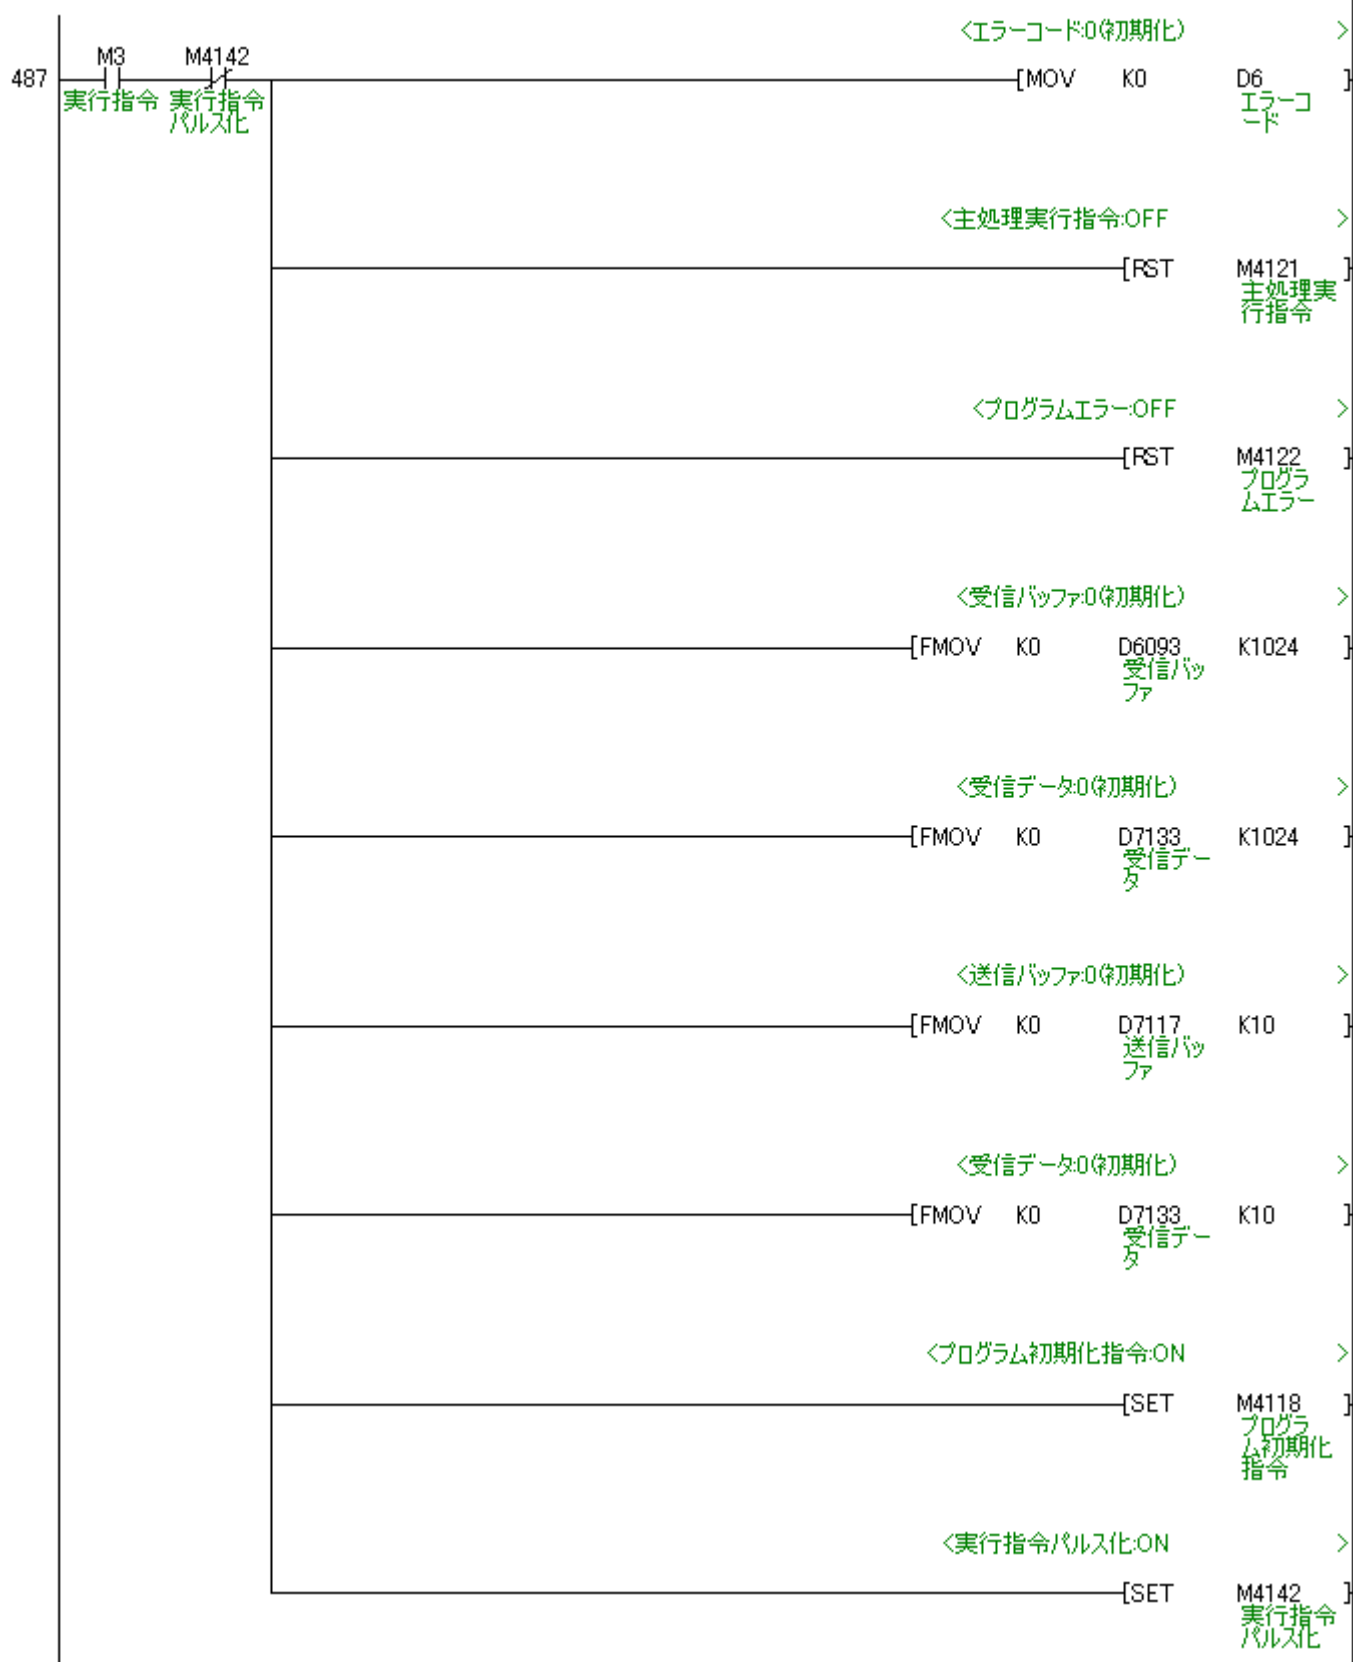 <エラーコード:0(初期化) >
M3 M4142
487 [MOV K0 D6 ]
実行指令 実行指令 エラーコ
パルス化 ード
<主処理実行指令:OFF >
[RST M4121 ]
主処理実
行指令
<プログラムエラー:OFF >
[RST M4122 ]
プログラ
ムエラー
<受信バッファ:0(初期化) >
[FMOV K0 D6093 K1024 ]
受信バッ
ファ
<受信データ:0(初期化) >
[FMOV K0 D7133 K1024 ]
受信デー
タ
<送信バッファ:0(初期化) >
[FMOV K0 D7117 K10 ]
送信バッ
ファ
<受信データ:0(初期化) >
[FMOV K0 D7133 K10 ]
受信デー
タ
<プログラム初期化指令:ON >
[SET M4118 ]
プログラ
ム初期化
指令
<実行指令パルス化:ON >
[SET M4142 ]
実行指令
パルス化